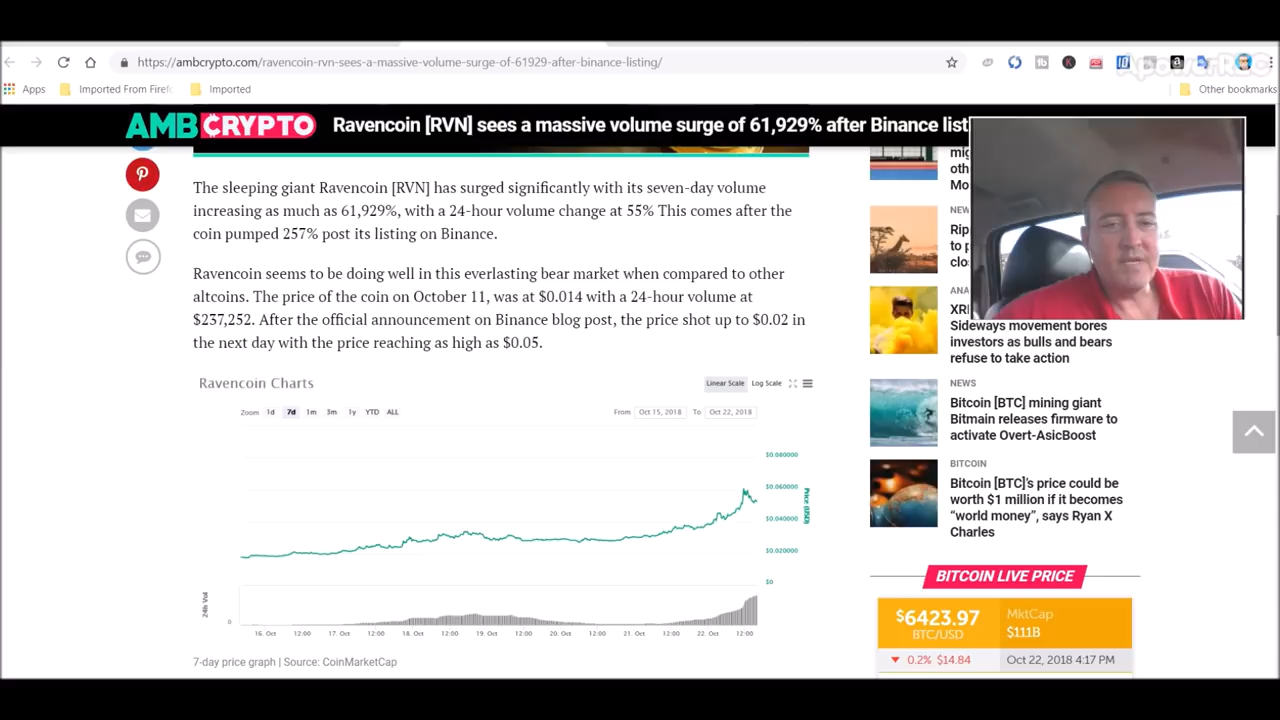 ApowerREC
https://ambcrypto.com/ravencoin-rvn-sees-a-massive-volume-surge-of-61929-after-binance-listing/
Apps
Imported From Firef
Imported
Other bookmarks
AMBCRYPTO
Ravencoin [RVN] sees a massive volume surge of 61,929% after Binance list
The sleeping giant Ravencoin [RVN] has surged significantly with its seven-day volume
increasing as much as 61,929%, with a 24-hour volume change at 55% This comes after the
coin pumped 257% post its listing on Binance.
Ravencoin seems to be doing well in this everlasting bear market when compared to other
altcoins. The price of the coin on October 11, was at $0.014 with a 24-hour volume at
$237,252. After the official announcement on Binance blog post, the price shot up to $0.02 in
the next day with the price reaching as high as $0.05.
Ravencoin Charts
Linear Scale
Log Scale
Zoom 1d 7d 1m 3m 1y YTD ALL
From Oct 15, 2018 To Oct 22, 2018
$0.080000
$0.060000
$0.040000
$0.020000
$0
Price (USD)
24h Vol
0
16. Oct 12:00 17. Oct 12:00 18. Oct 12:00 19. Oct 12:00 20. Oct 12:00 21. Oct 12:00 22. Oct 12:00
7-day price graph | Source: CoinMarketCap
mig
oth
Mo
NEW
Rip
to p
clo
ANA
XRI
Sideways movement bores
investors as bulls and bears
refuse to take action
NEWS
Bitcoin [BTC] mining giant
Bitmain releases firmware to
activate Overt-AsicBoost
BITCOIN
Bitcoin [BTC]'s price could be
worth $1 million if it becomes
“world money”, says Ryan X
Charles
BITCOIN LIVE PRICE
$6423.97
BTC/USD
MktCap
$111B
0.2% $14.84
Oct 22, 2018 4:17 PM